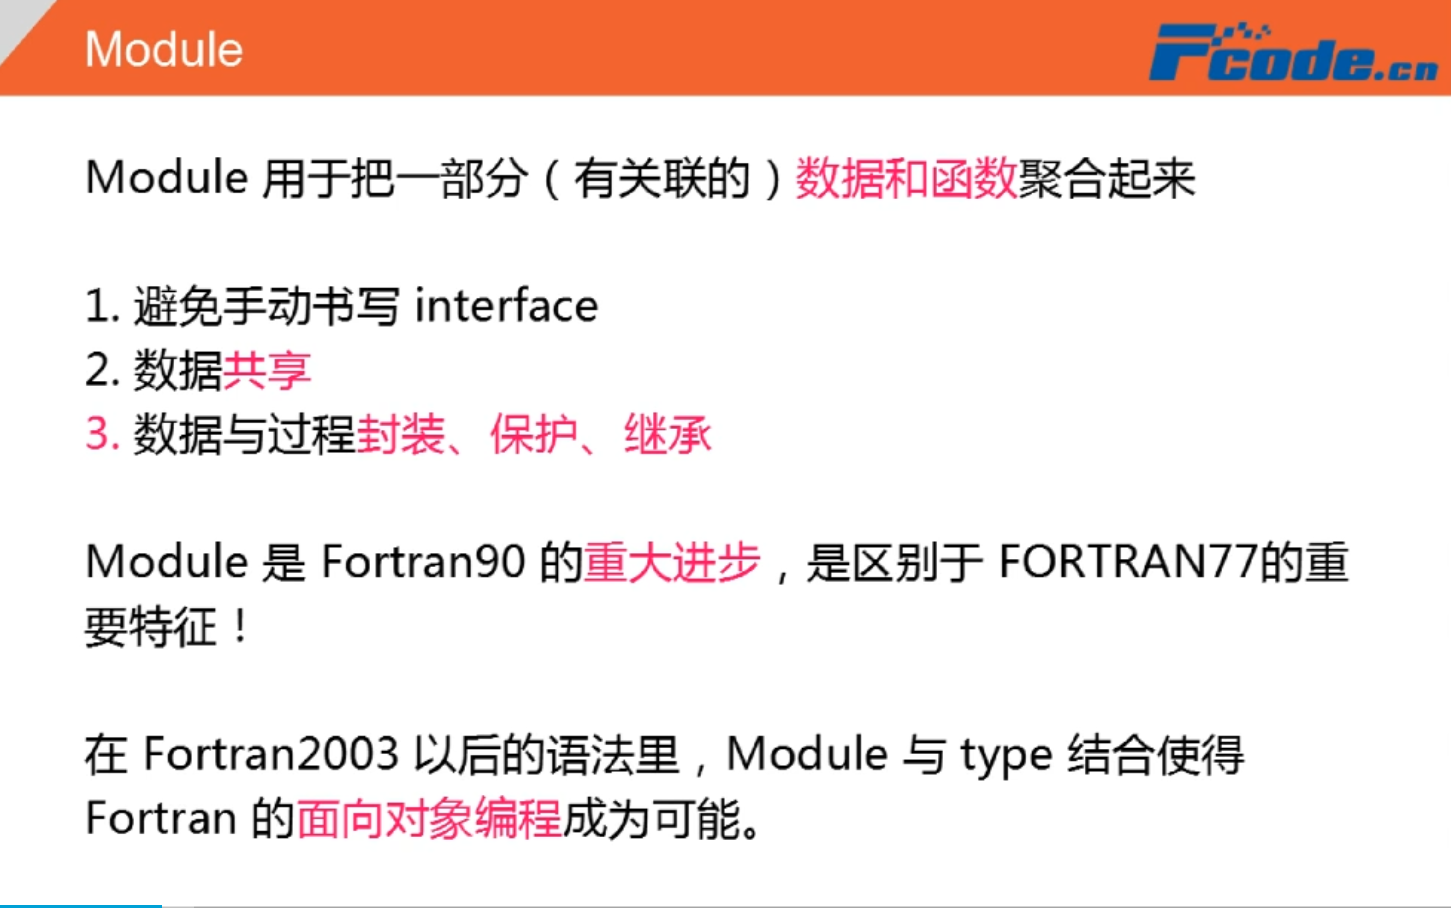 Module
Fcode.cn
Module 用于把一部分（有关联的）数据和函数聚合起来
1. 避免手动书写 interface
2. 数据共享
3. 数据与过程封装、保护、继承
Module 是 Fortran90 的重大进步，是区别于 FORTRAN77的重
要特征！
在 Fortran2003 以后的语法里，Module 与 type 结合使得
Fortran 的面向对象编程成为可能。